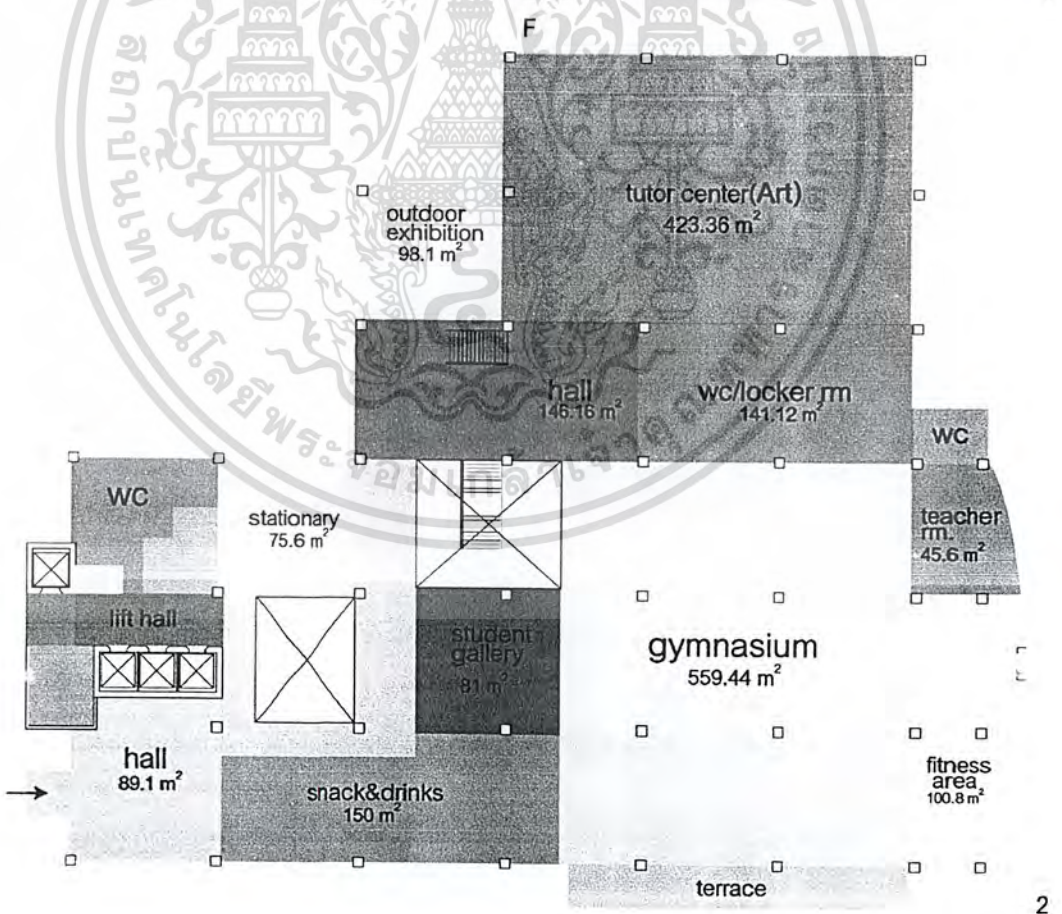 F
tutor center(Art)
423.36 m²
outdoor
exhibition
98.1 m²
hall
146.16 m²
wc/locker rm
141.12 m²
WC
WC
stationary
75.6 m²
teacher
rm.
45.6 m²
lift hall
student
gallery
81 m²
gymnasium
559.44 m²
hall
89.1 m²
snack&drinks
150 m²
fitness
area
100.8 m²
terrace
2